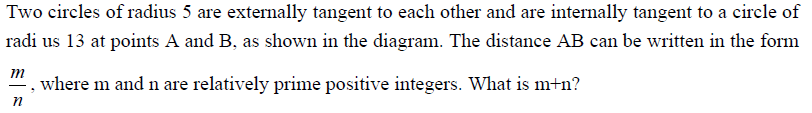 Two circles of radius 5 are externally tangent to each other and are internally tangent to a circle of
radi us 13 at points A and B, as shown in the diagram. The distance AB can be written in the form
m/n, where m and n are relatively prime positive integers. What is m+n?